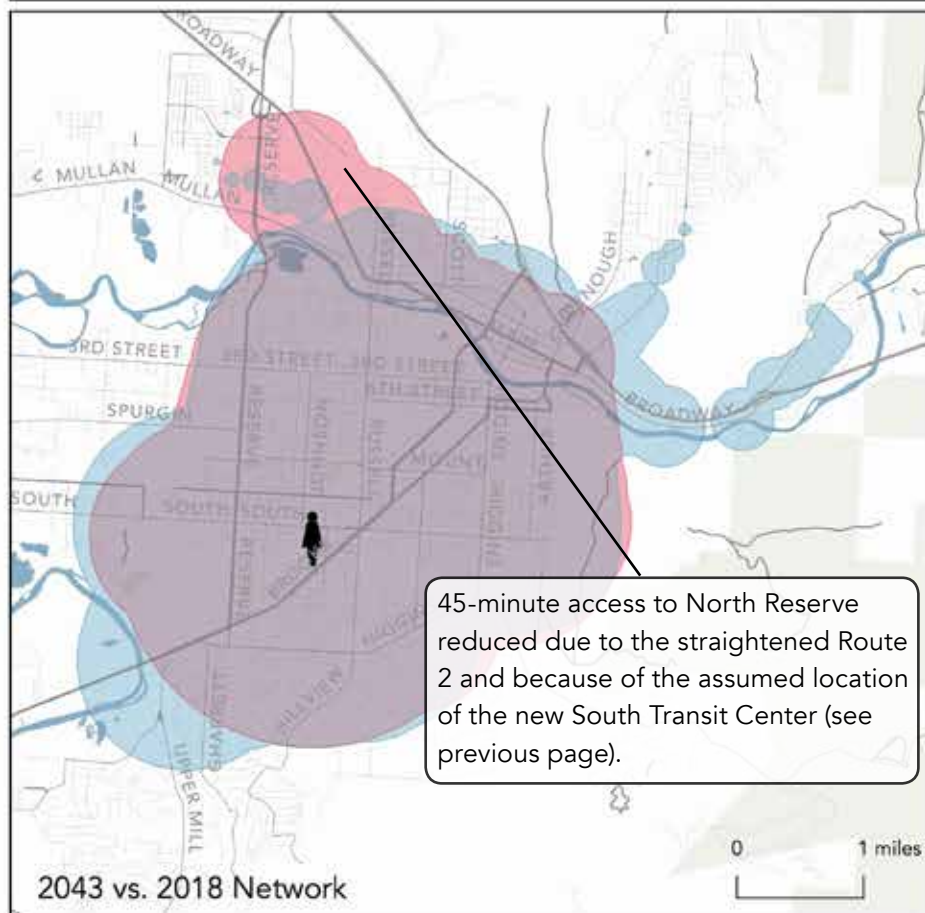 BROADWAY
RESERVE
MULLAN
MULLAN
SCOTT
3RD STREET
3RD STREET, 3RD STREET
6TH STREET
BROADWAY
SPURGIN
RESERVE
RUSSELL
MOUNT
HIGGINS
SOUTH
SOUTH, SOUTH
RESERVE
HILLVIEW
GHARRETT
UPPER MILL
45-minute access to North Reserve
reduced due to the straightened Route
2 and because of the assumed location
of the new South Transit Center (see
previous page).
0
1 miles
2043 vs. 2018 Network